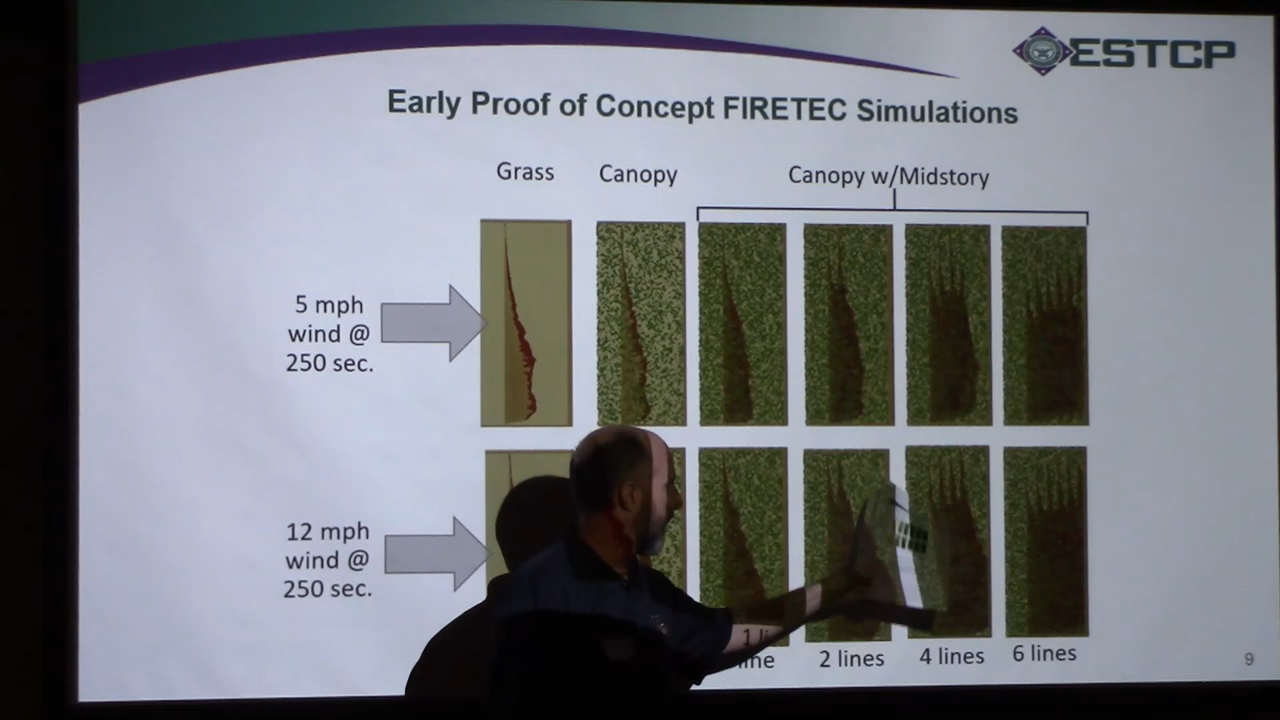 ESTCP
Early Proof of Concept FIRETEC Simulations
Grass
Canopy
Canopy w/Midstory
5 mph
wind @
250 sec.
12 mph
wind @
250 sec.
2 lines
4 lines
6 lines
9